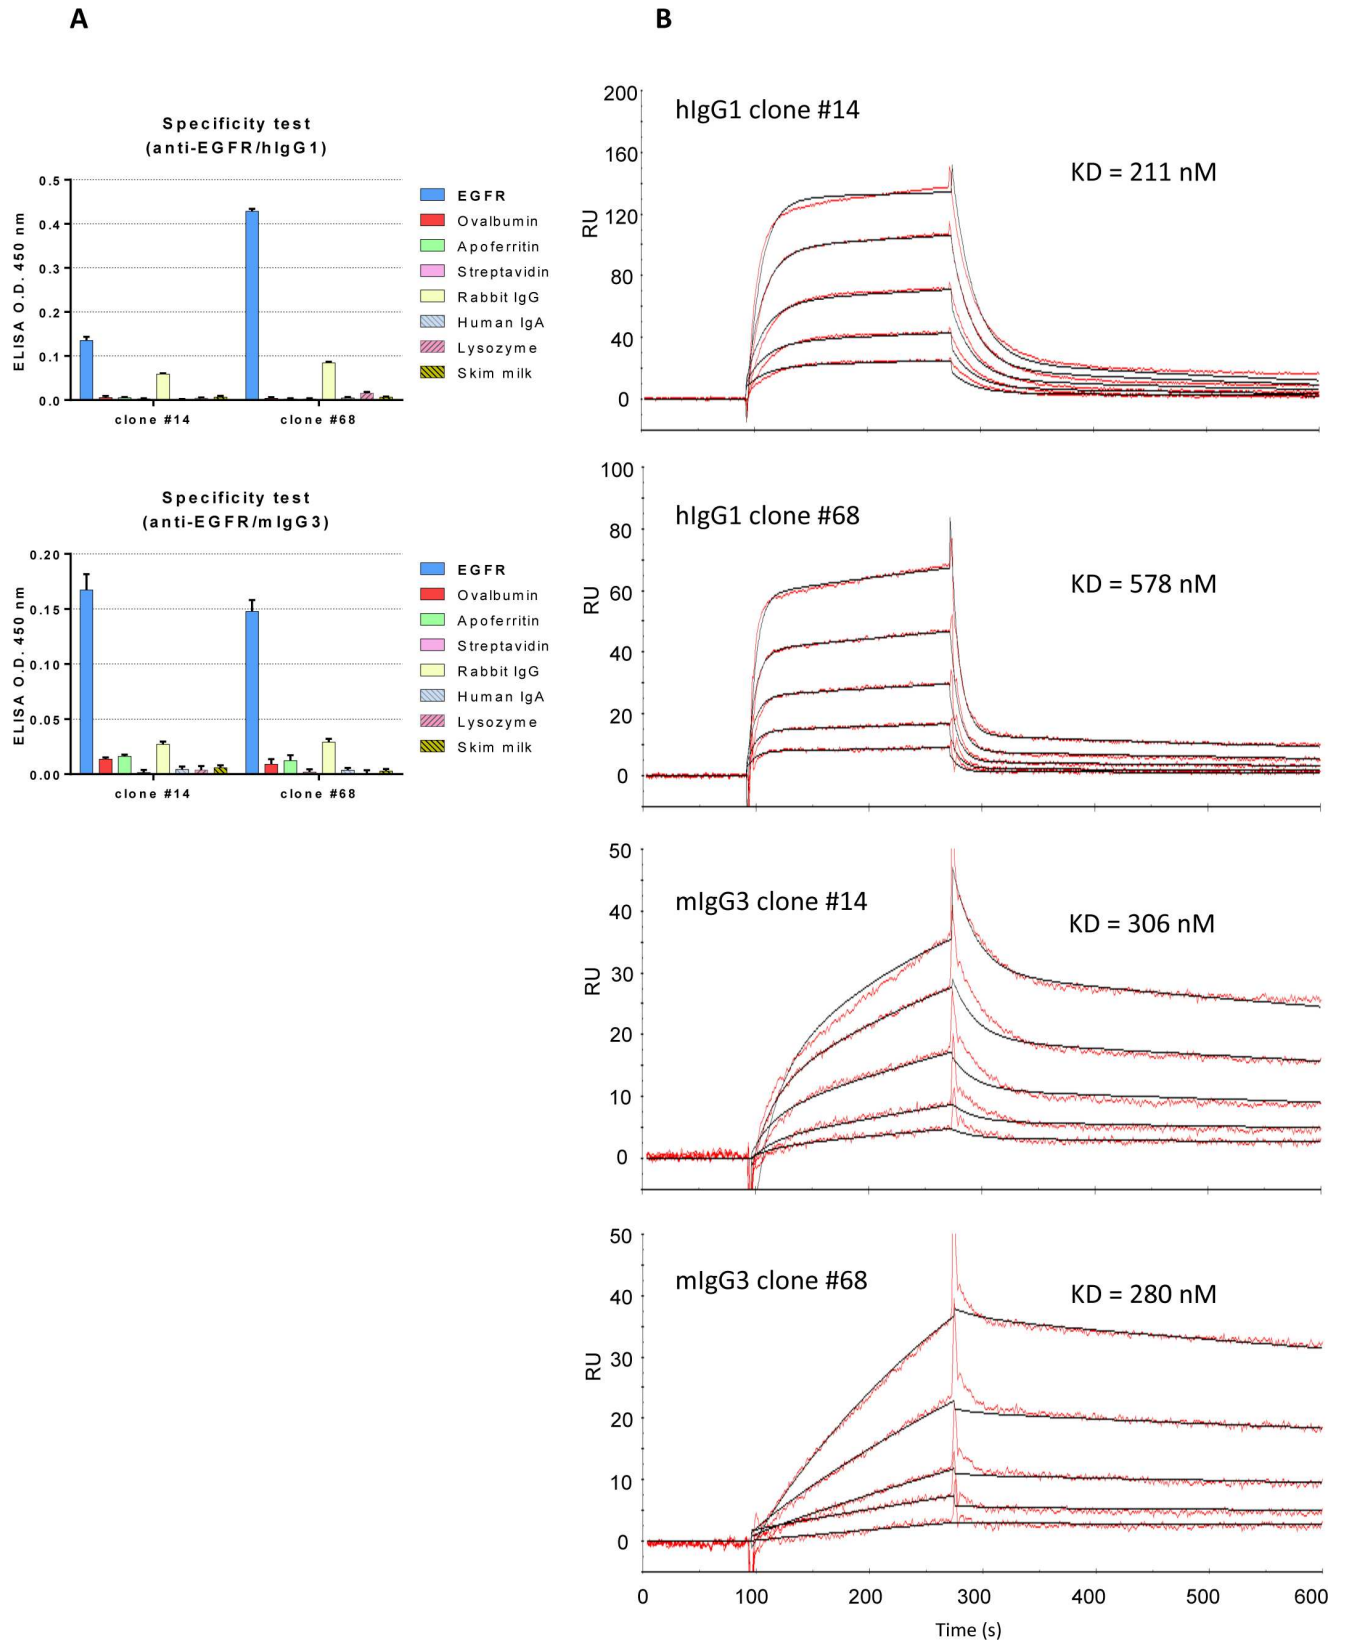 A
Specificity test
(anti-EGFR/hIgG1)
ELISA O.D. 450 nm
0.5
0.4
0.3
0.2
0.1
0.0
clone #14
clone #68
EGFR
Ovalbumin
Apoferritin
Streptavidin
Rabbit IgG
Human IgA
Lysozyme
Skim milk
Specificity test
(anti-EGFR/mIgG3)
ELISA O.D. 450 nm
0.20
0.15
0.10
0.05
0.00
clone #14
clone #68
EGFR
Ovalbumin
Apoferritin
Streptavidin
Rabbit IgG
Human IgA
Lysozyme
Skim milk
B
hIgG1 clone #14
KD = 211 nM
RU
200
160
120
80
40
0
hIgG1 clone #68
KD = 578 nM
RU
100
80
60
40
20
0
mIgG3 clone #14
KD = 306 nM
RU
50
40
30
20
10
0
mIgG3 clone #68
KD = 280 nM
RU
50
40
30
20
10
0
0 100 200 300 400 500 600
Time (s)